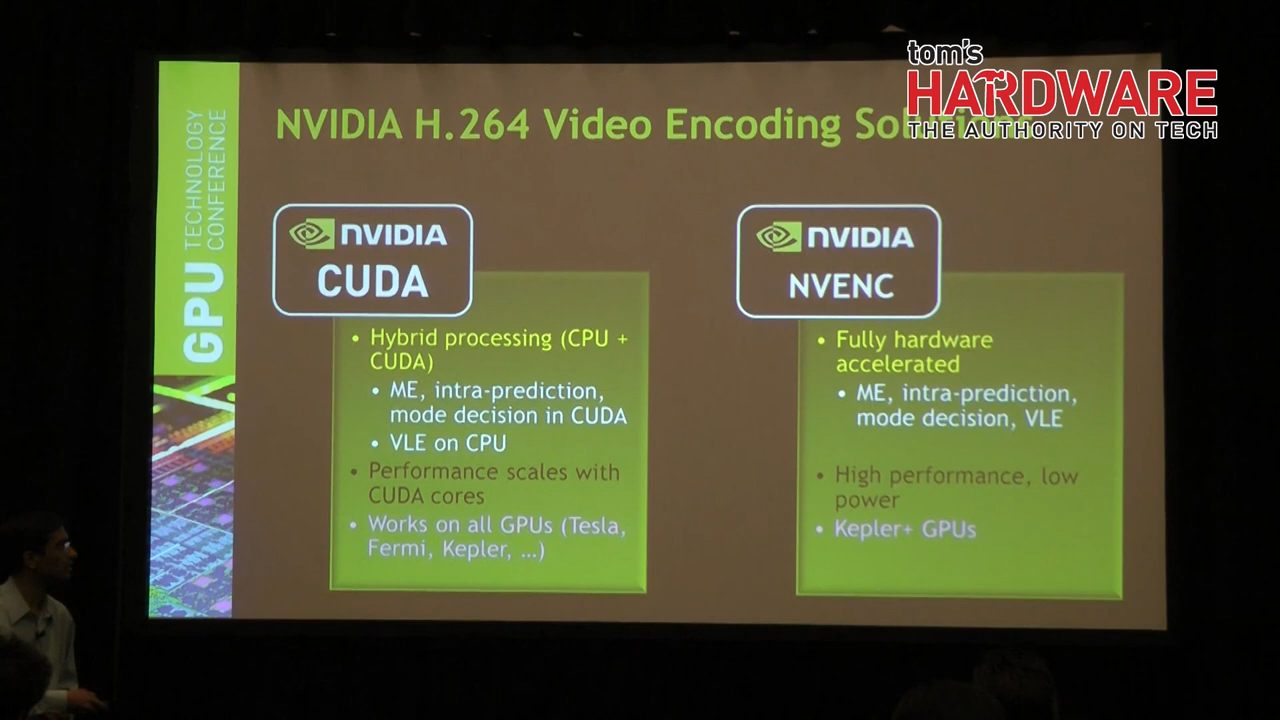 tom's
HARDWARE
THE AUTHORITY ON TECH
GPU TECHNOLOGY
CONFERENCE
NVIDIA H.264 Video Encoding Solutions
NVIDIA
CUDA
• Hybrid processing (CPU +
CUDA)
• ME, intra-prediction,
mode decision in CUDA
• VLE on CPU
• Performance scales with
CUDA cores
• Works on all GPUs (Tesla,
Fermi, Kepler, …)
NVIDIA
NVENC
• Fully hardware
accelerated
• ME, intra-prediction,
mode decision, VLE
• High performance, low
power
• Kepler+ GPUs